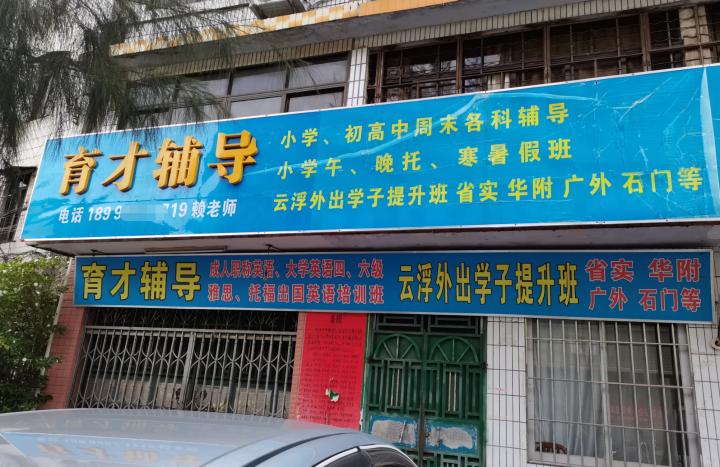 育才辅导
电话 189 9 719 赖老师
小学、初高中周末各科辅导
小学午、晚托、寒暑假班
云浮外出学子提升班 省实 华附 广外 石门等
育才辅导
成人职称英语、大学英语四、六级
雅思、托福出国英语培训班
云浮外出学子提升班
省实 华附
广外 石门等